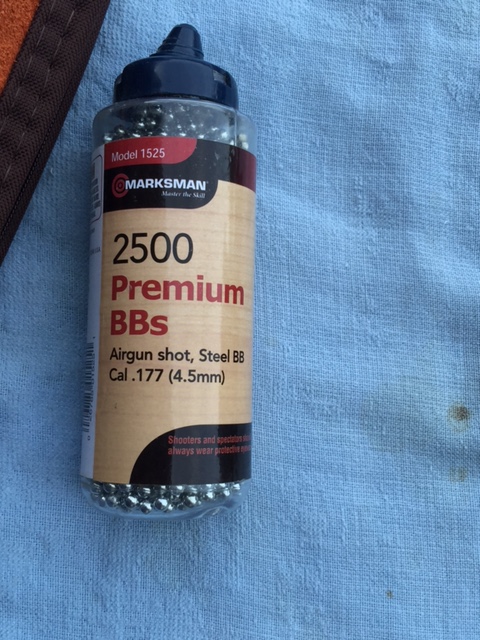 Model 1525
MARKSMAN
Master the Skill
2500
Premium
BBs
Airgun shot, Steel BB
Cal .177 (4.5mm)
Shooters and spectators
always wear protective